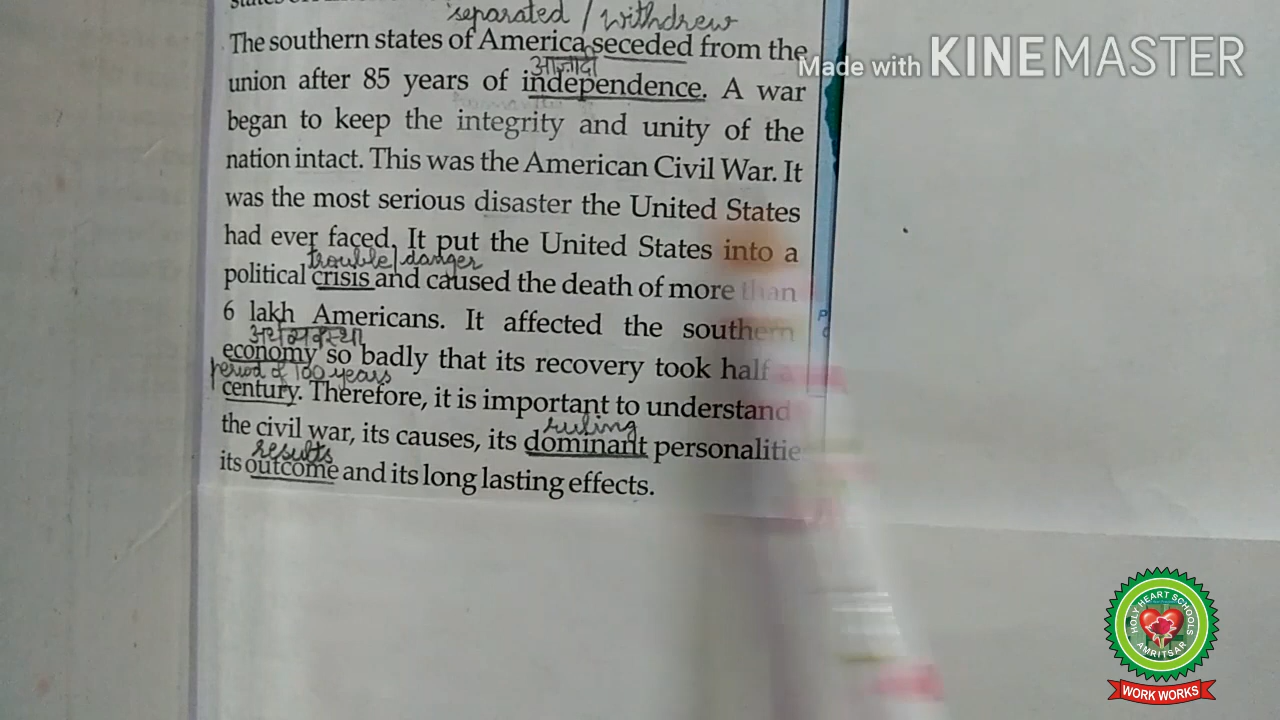 separated / withdrew
The southern states of America seceded from the
आज़ादी
union after 85 years of independence. A war
began to keep the integrity and unity of the
nation intact. This was the American Civil War. It
was the most serious disaster the United States
had ever faced. It put the United States into a
trouble/danger
political crisis and caused the death of more than
6 lakh Americans. It affected the southern
अर्थव्यवस्था
economy so badly that its recovery took half a
period of 100 years
century. Therefore, it is important to understand
ruling
the civil war, its causes, its dominant personalitie
results
its outcome and its long lasting effects.
Made with KINEMASTER
HOLY HEART SCHOOLS
AMRITSAR
WORK WORKS